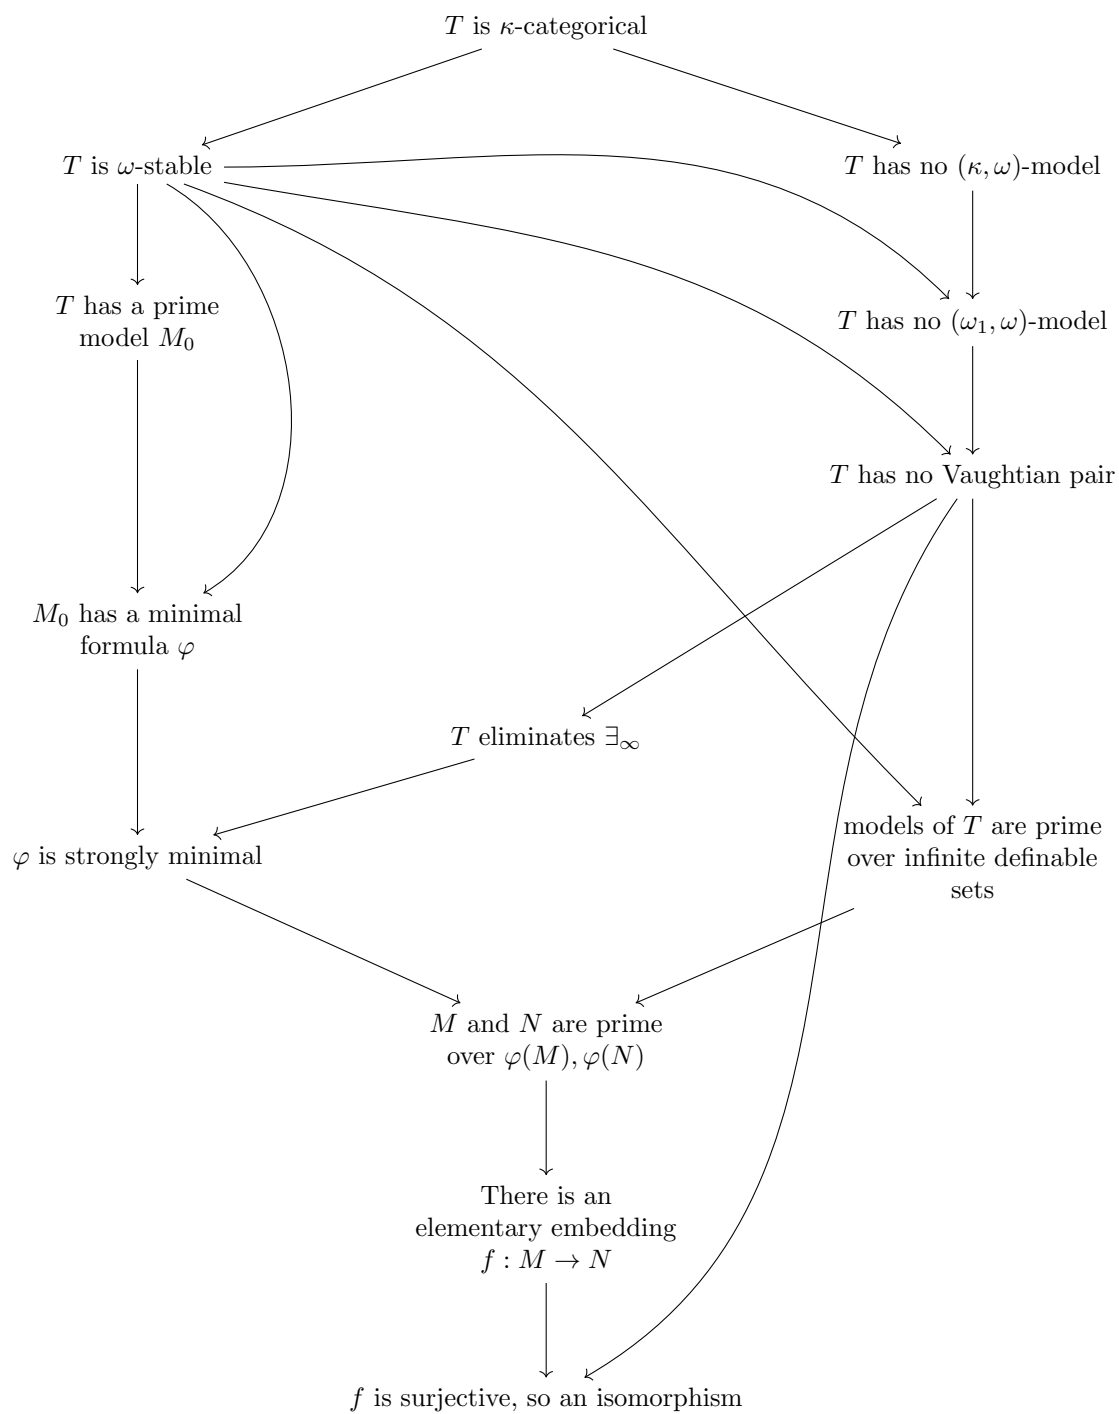 T is κ-categorical
T is ω-stable
T has no (κ, ω)-model
T has a prime
model M₀
T has no (ω₁, ω)-model
T has no Vaughtian pair
M₀ has a minimal
formula φ
T eliminates ∃∞
φ is strongly minimal
models of T are prime
over infinite definable
sets
M and N are prime
over φ(M), φ(N)
There is an
elementary embedding
f : M → N
f is surjective, so an isomorphism